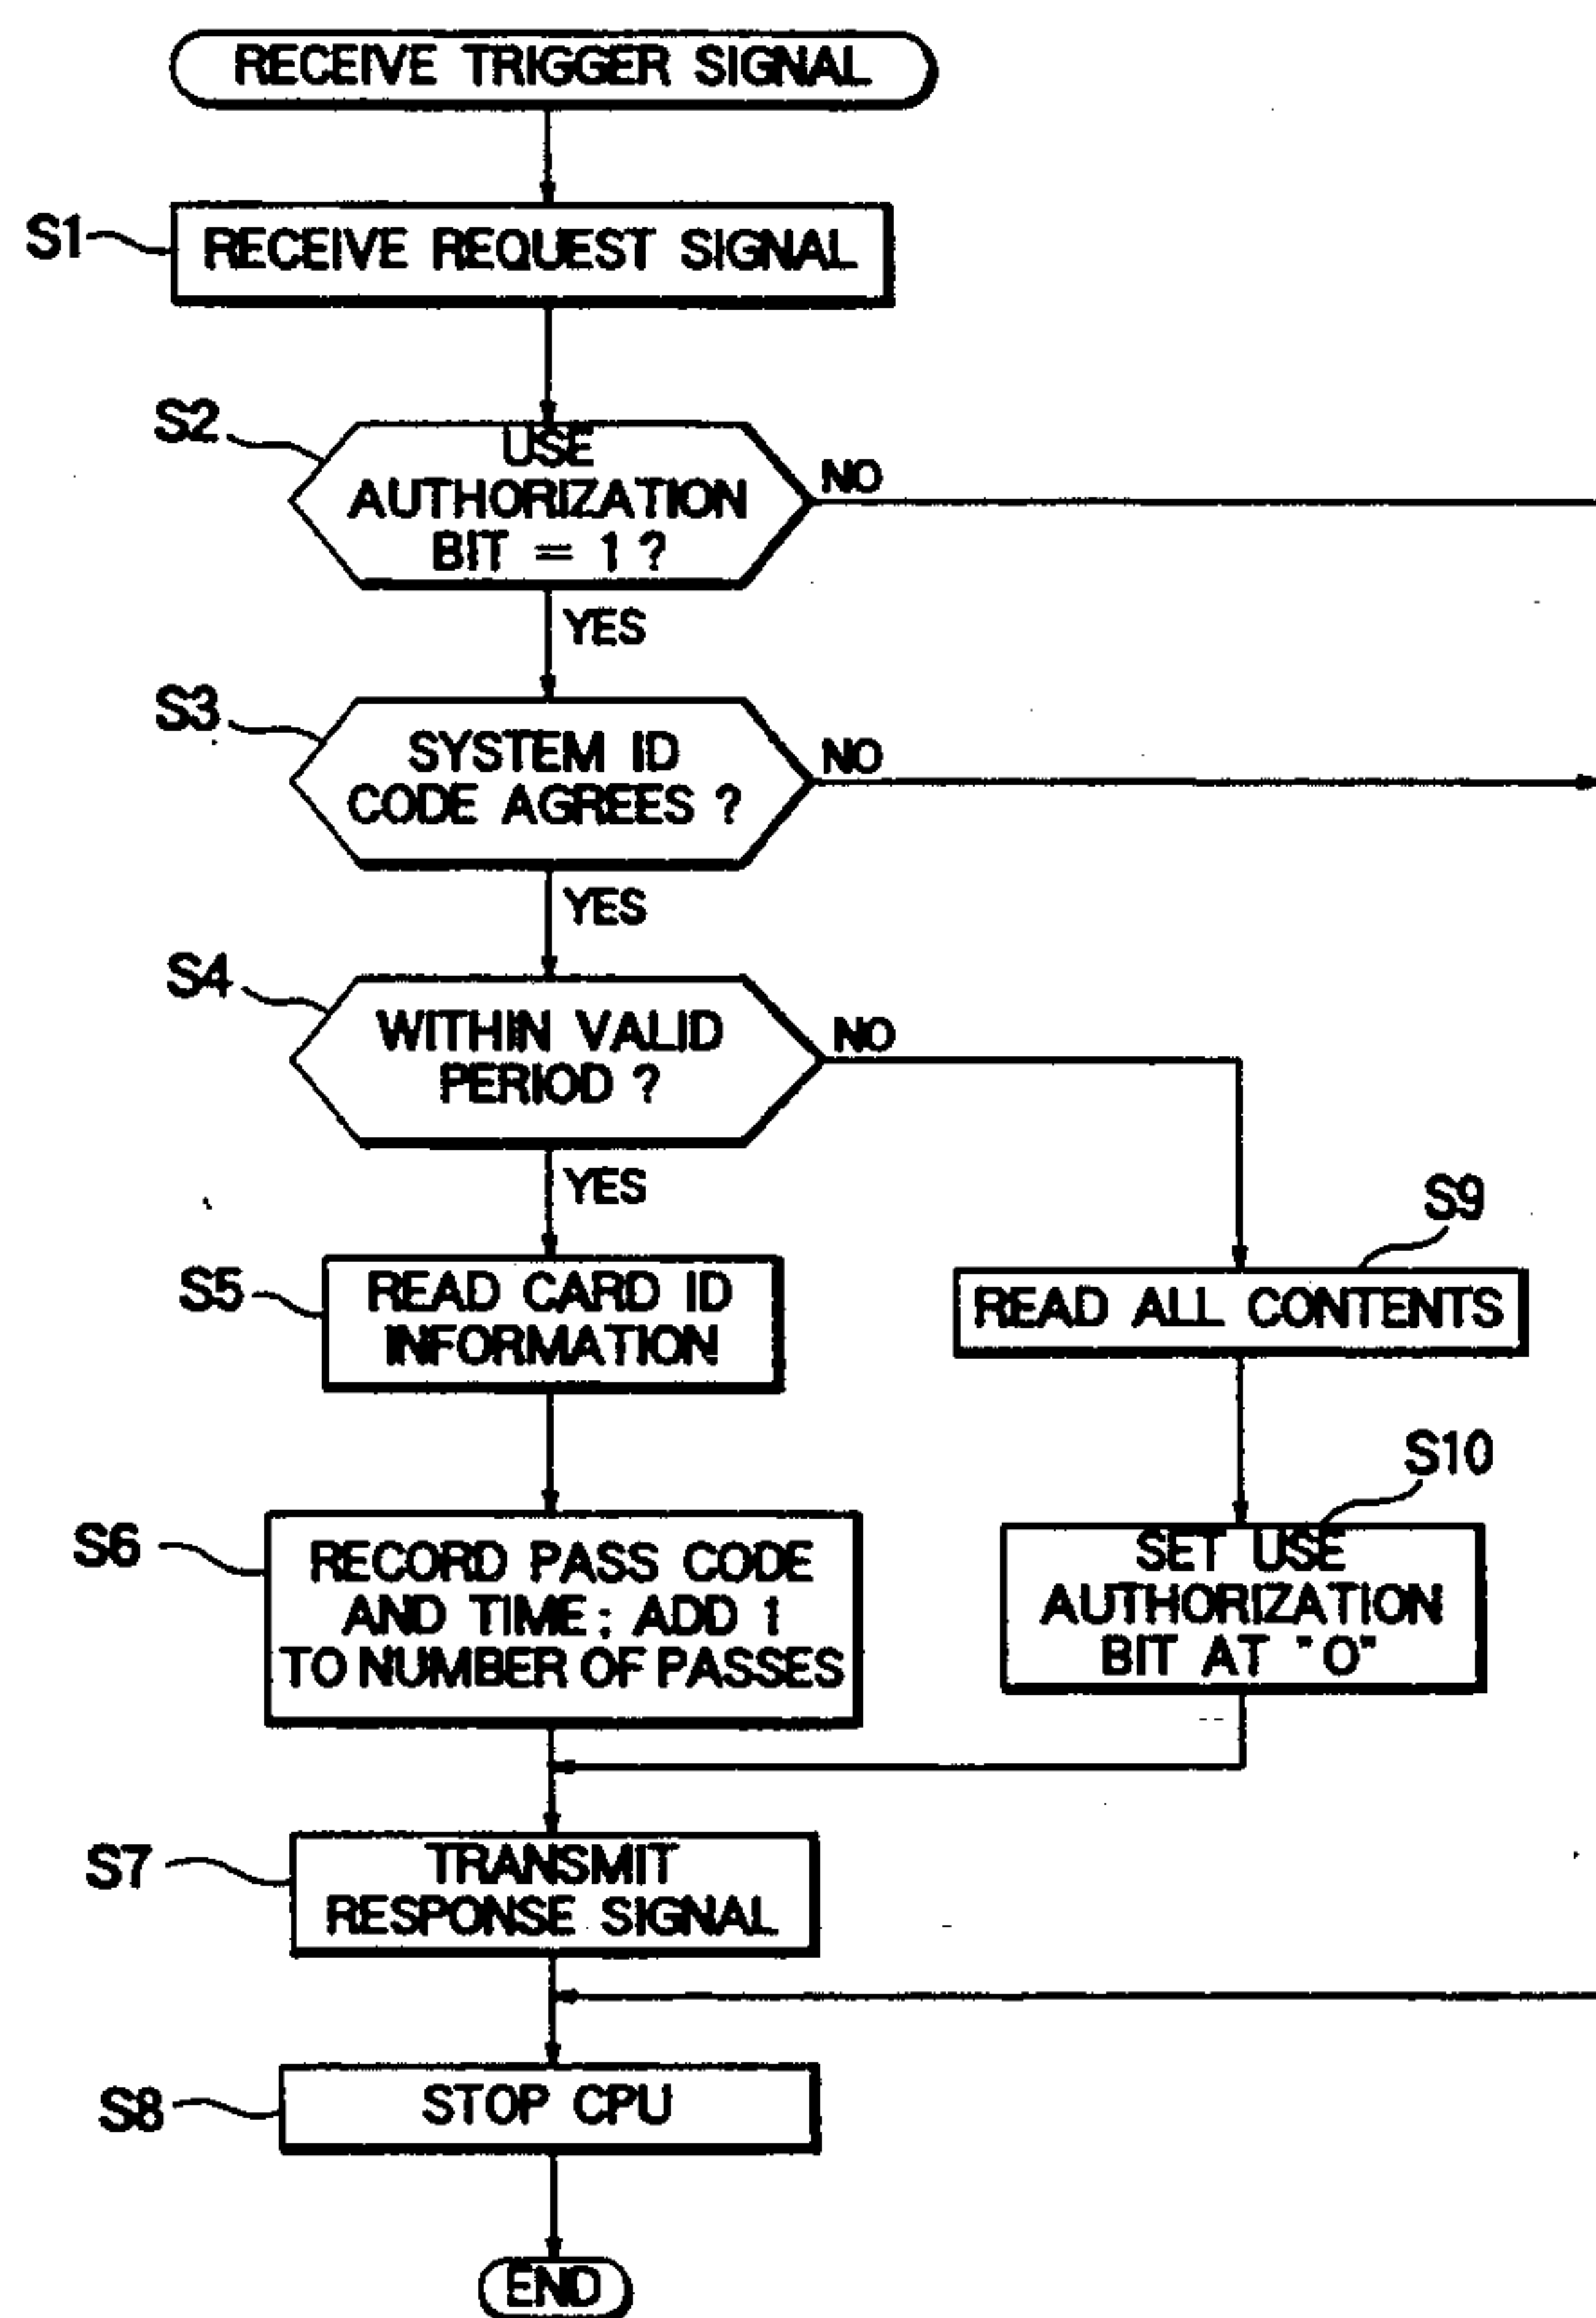 RECEIVE TRIGGER SIGNAL
S1
RECEIVE REQUEST SIGNAL
S2
USE
AUTHORIZATION
BIT = 1 ?
NO
YES
S3
SYSTEM ID
CODE AGREES ?
NO
YES
S4
WITHIN VALID
PERIOD ?
NO
YES
S5
READ CARD ID
INFORMATION
S9
READ ALL CONTENTS
S6
RECORD PASS CODE
AND TIME ; ADD 1
TO NUMBER OF PASSES
S10
SET USE
AUTHORIZATION
BIT AT "0"
S7
TRANSMIT
RESPONSE SIGNAL
S8
STOP CPU
END